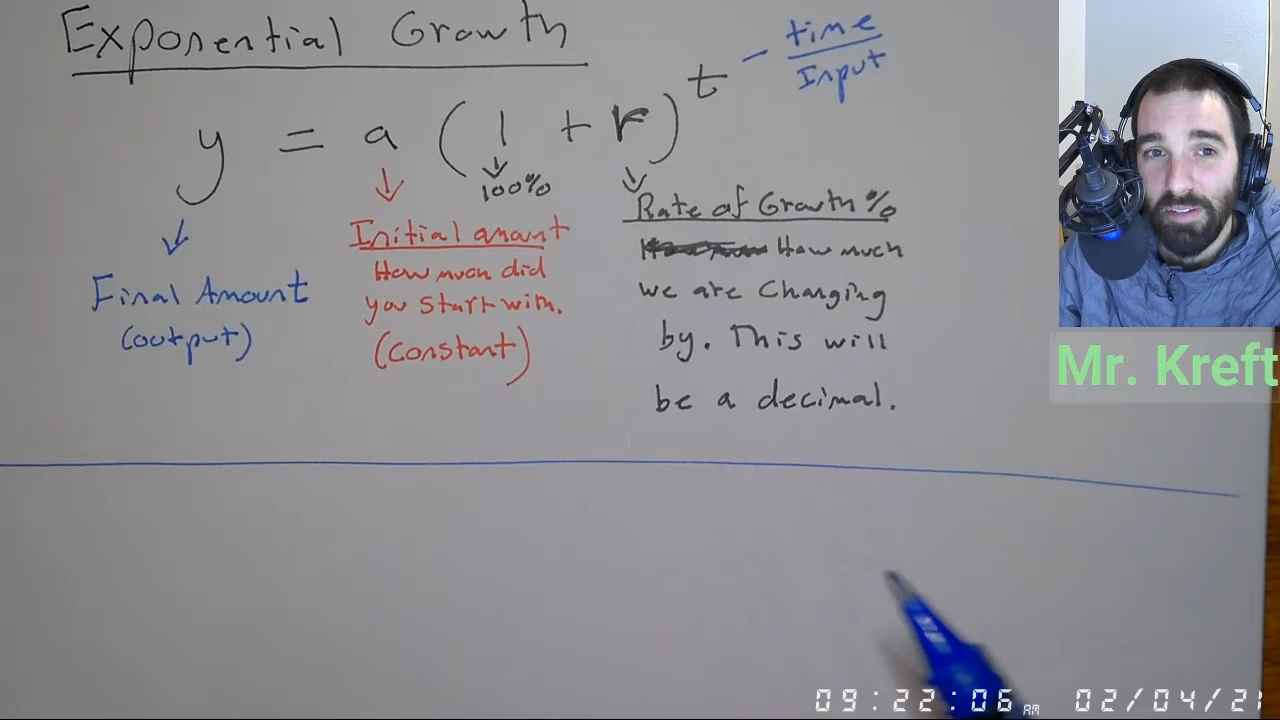 Exponential Growth
y = a (1 + r)^t - time
Input
100%
Rate of Growth %
How much
we are Changing
by. This will
be a decimal.
Initial amount
How much did
you start with.
(constant)
Final Amount
(output)
Mr. Kreft
09:22:06 AM 02/04/21